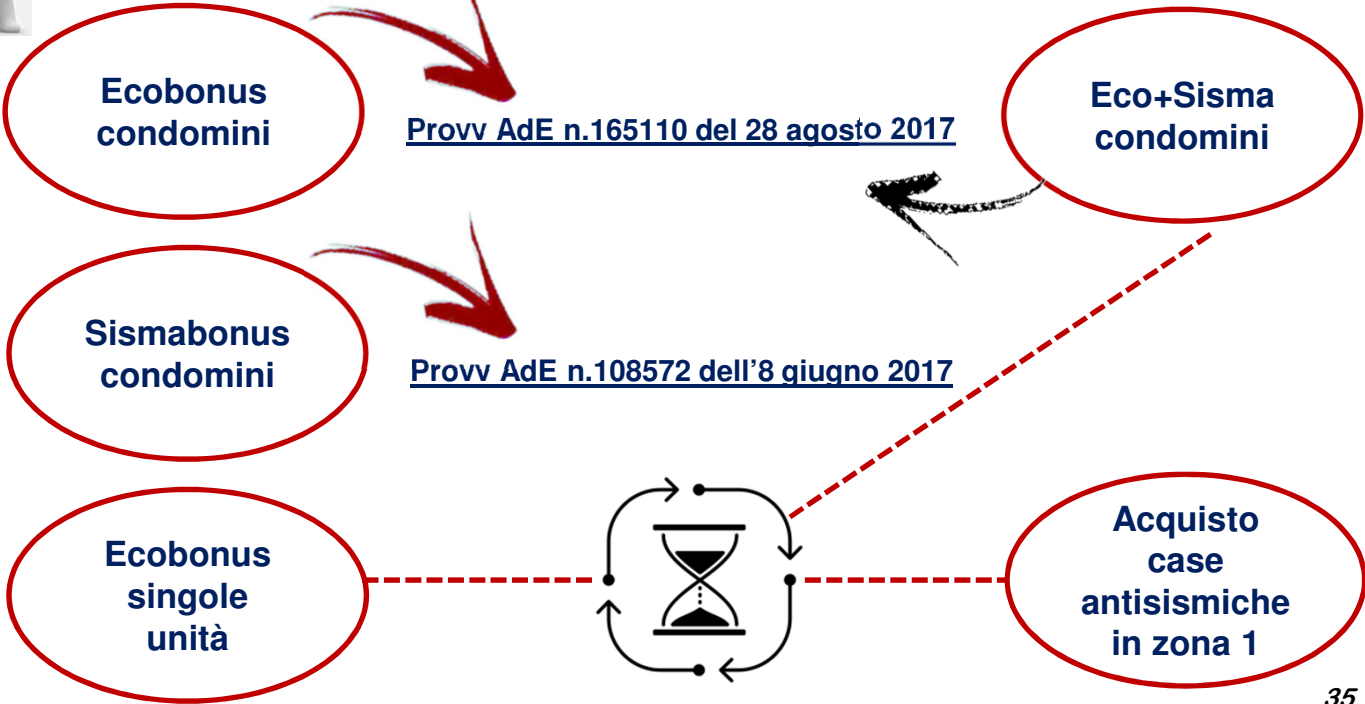 Ecobonus
condomini
Provv AdE n.165110 del 28 agosto 2017
Eco+Sisma
condomini
Sismabonus
condomini
Provv AdE n.108572 dell'8 giugno 2017
Ecobonus
singole
unità
Acquisto
case
antisismiche
in zona 1
35